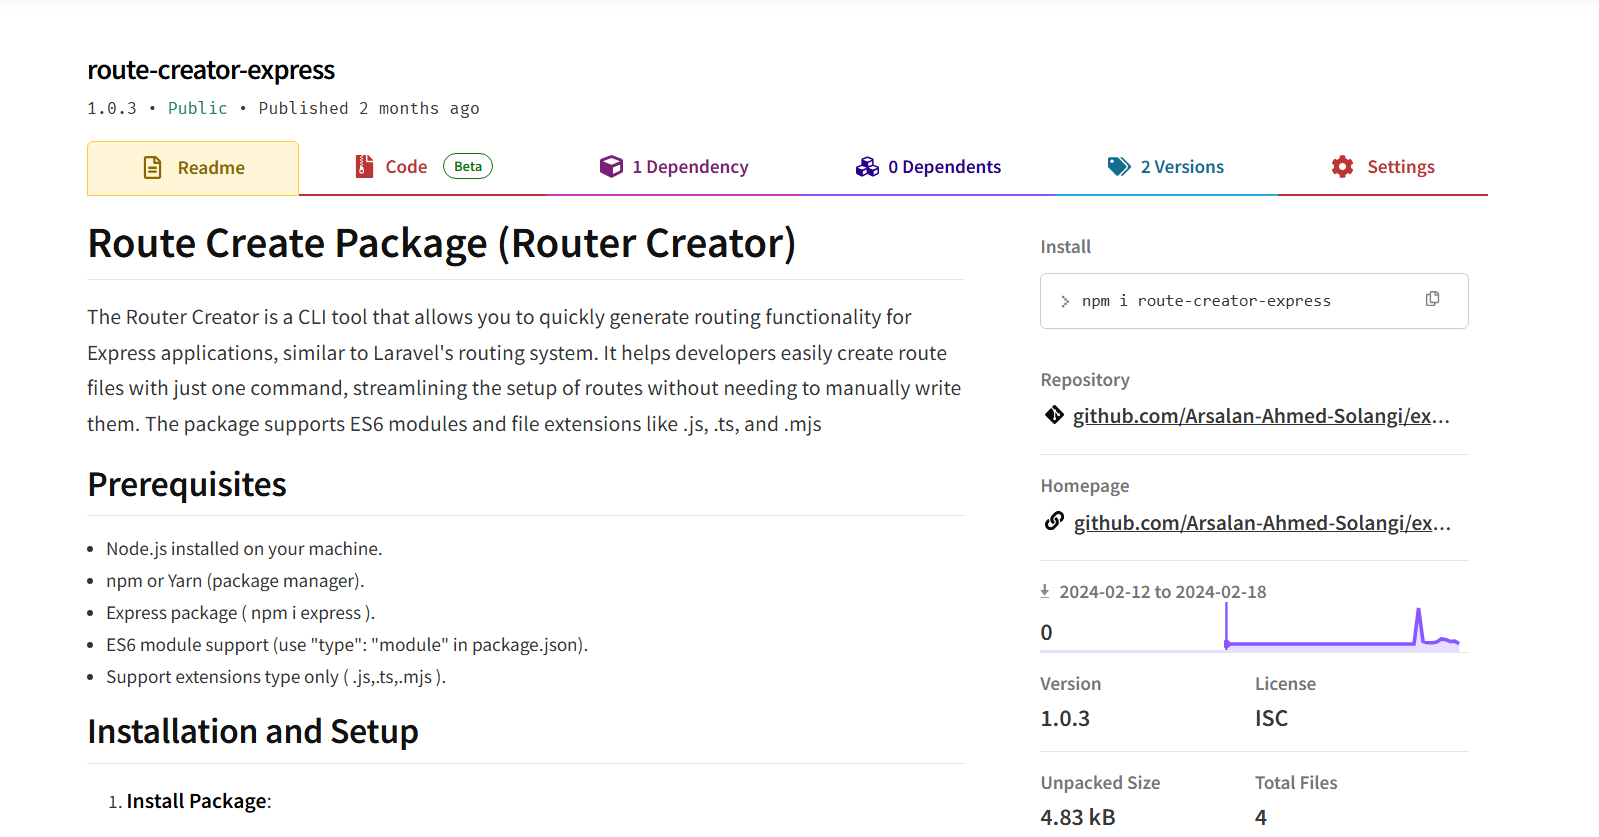 route-creator-express
1.0.3 • Public • Published 2 months ago
Readme
Code Beta
1 Dependency
0 Dependents
2 Versions
Settings
Route Create Package (Router Creator)
The Router Creator is a CLI tool that allows you to quickly generate routing functionality for
Express applications, similar to Laravel's routing system. It helps developers easily create route
files with just one command, streamlining the setup of routes without needing to manually write
them. The package supports ES6 modules and file extensions like .js, .ts, and .mjs
Prerequisites
• Node.js installed on your machine.
• npm or Yarn (package manager).
• Express package ( npm i express ).
• ES6 module support (use "type": "module" in package.json).
• Support extensions type only ( .js,.ts,.mjs ).
Installation and Setup
1. Install Package:
Install
> npm i route-creator-express
Repository
github.com/Arsalan-Ahmed-Solangi/ex...
Homepage
github.com/Arsalan-Ahmed-Solangi/ex...
2024-02-12 to 2024-02-18
0
Version
1.0.3
License
ISC
Unpacked Size
4.83 kB
Total Files
4